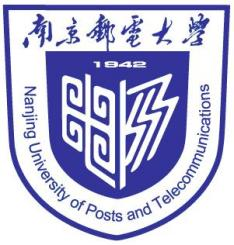 南京郵電大學
1942
Nanjing University of Posts and Telecommunications